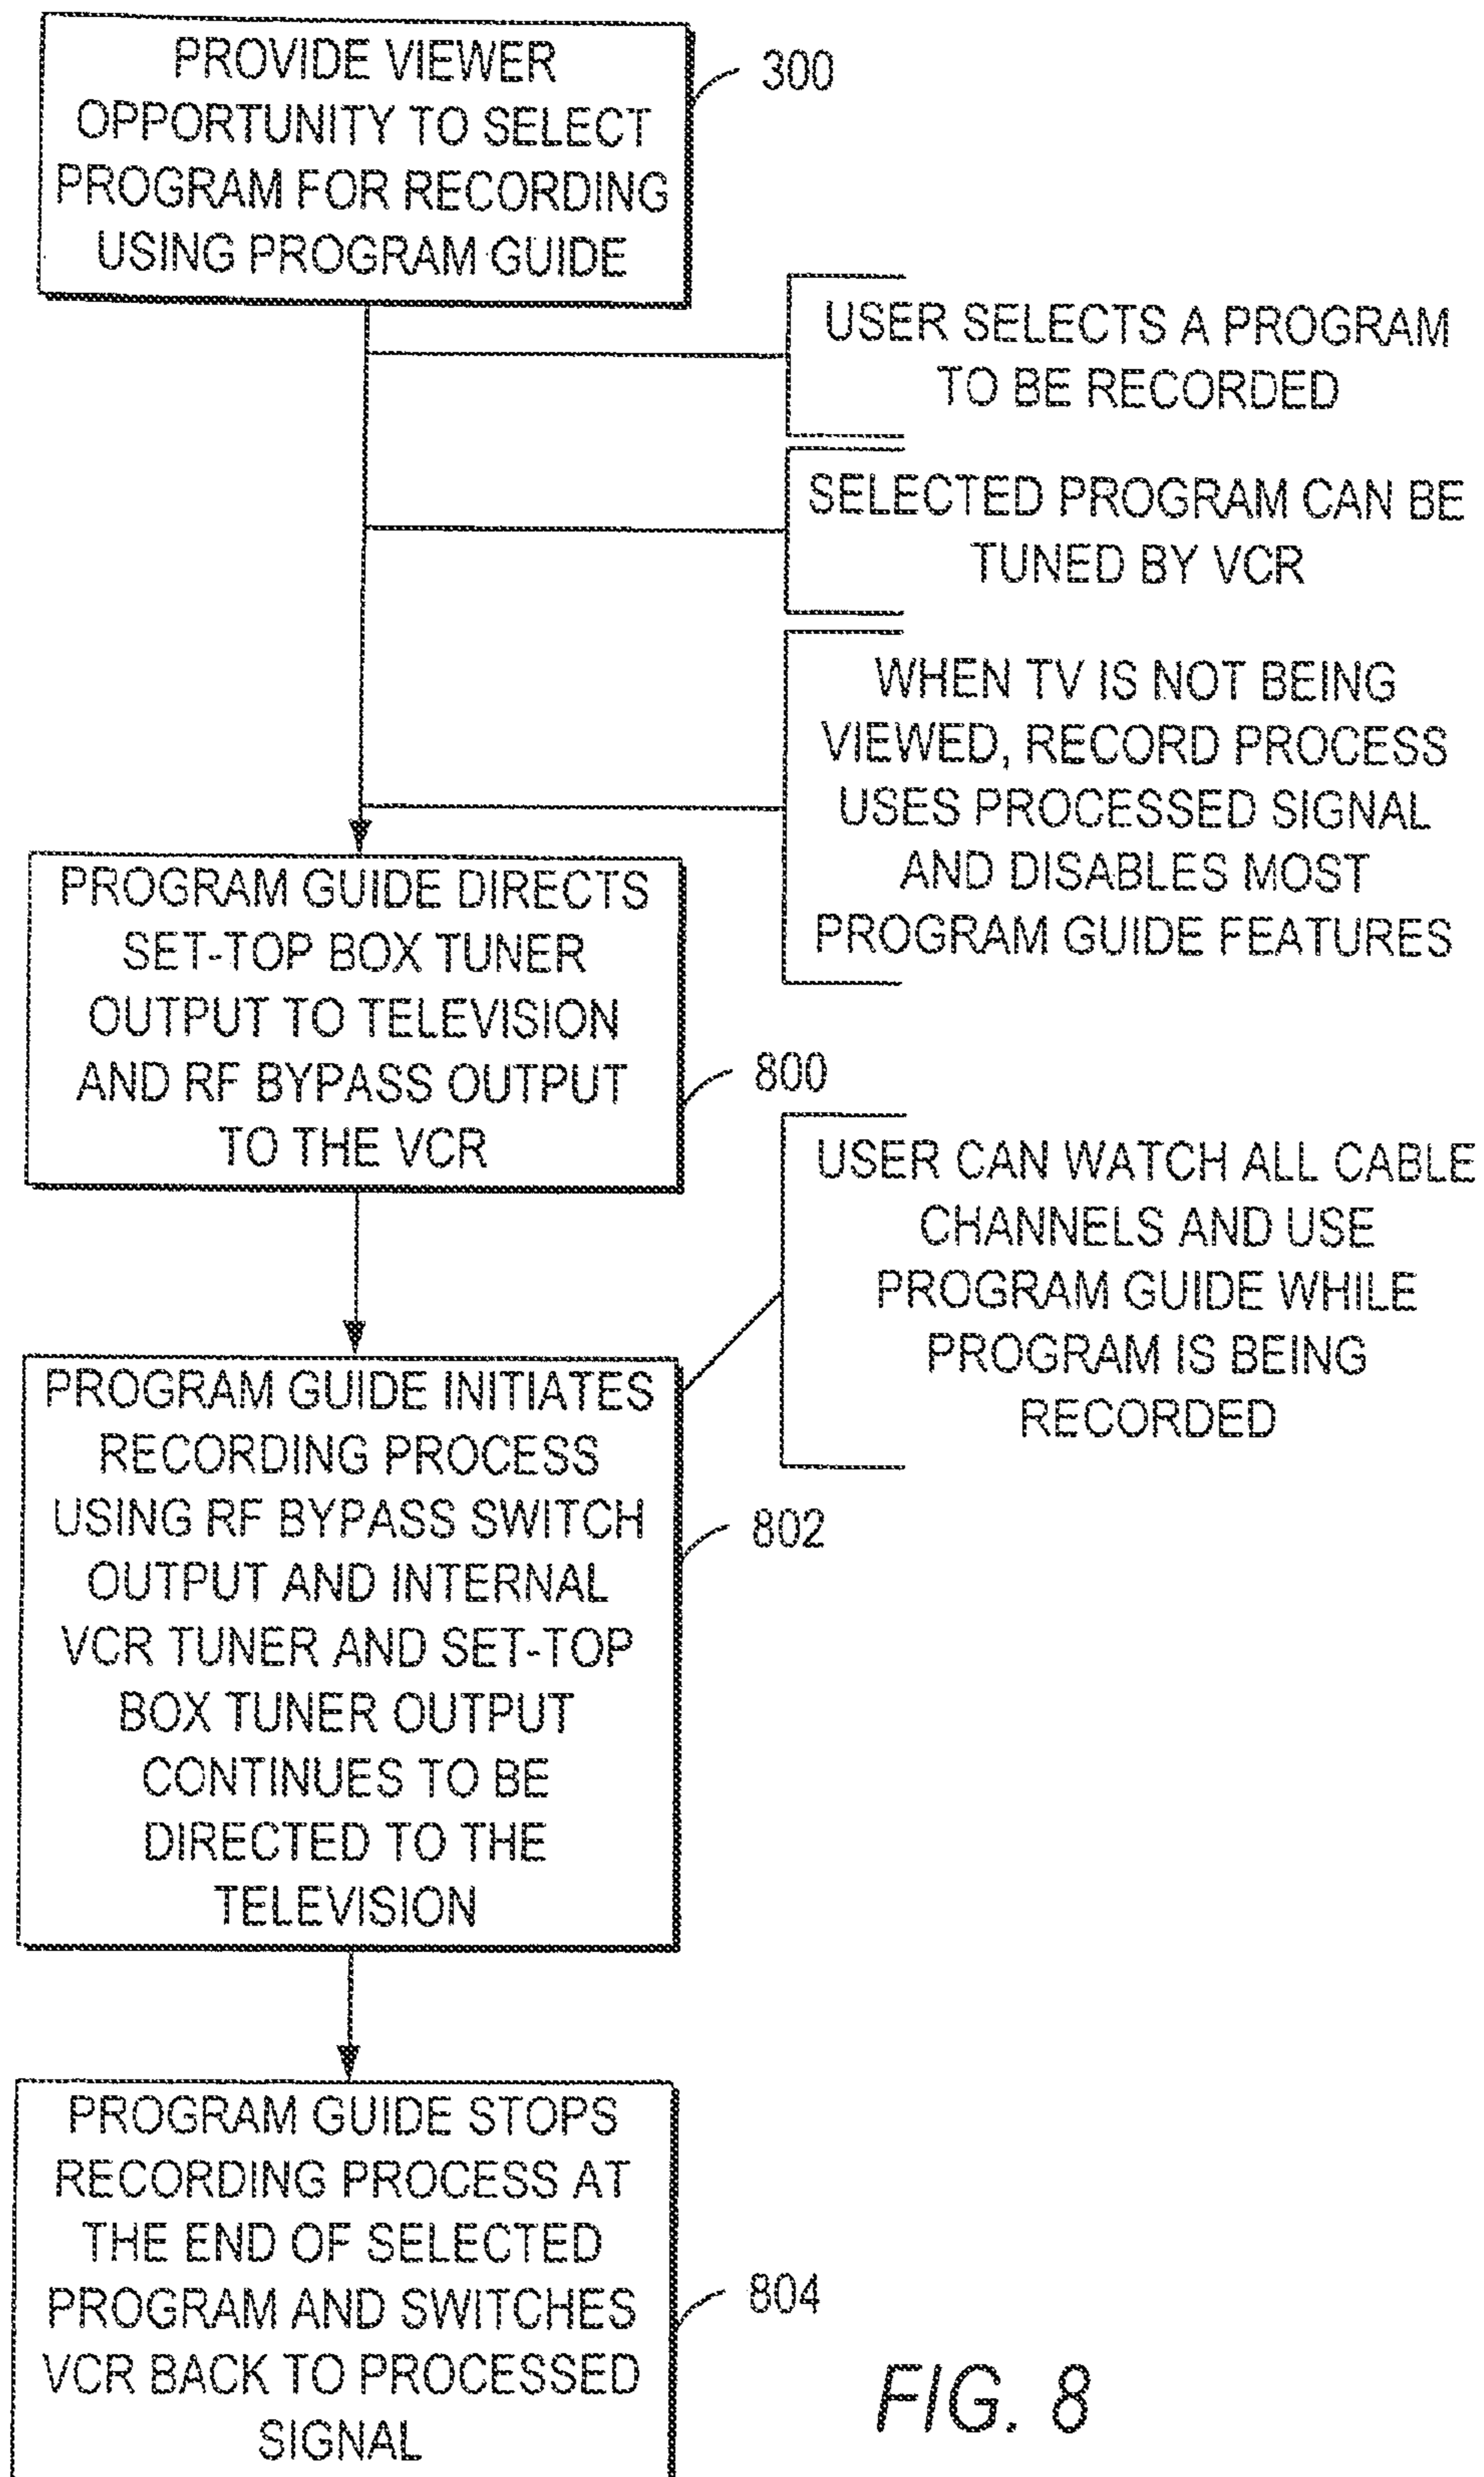 PROVIDE VIEWER
OPPORTUNITY TO SELECT
PROGRAM FOR RECORDING
USING PROGRAM GUIDE
300
USER SELECTS A PROGRAM
TO BE RECORDED
SELECTED PROGRAM CAN BE
TUNED BY VCR
WHEN TV IS NOT BEING
VIEWED, RECORD PROCESS
USES PROCESSED SIGNAL
AND DISABLES MOST
PROGRAM GUIDE FEATURES
PROGRAM GUIDE DIRECTS
SET-TOP BOX TUNER
OUTPUT TO TELEVISION
AND RF BYPASS OUTPUT
TO THE VCR
800
USER CAN WATCH ALL CABLE
CHANNELS AND USE
PROGRAM GUIDE WHILE
PROGRAM IS BEING
RECORDED
PROGRAM GUIDE INITIATES
RECORDING PROCESS
USING RF BYPASS SWITCH
OUTPUT AND INTERNAL
VCR TUNER AND SET-TOP
BOX TUNER OUTPUT
CONTINUES TO BE
DIRECTED TO THE
TELEVISION
802
PROGRAM GUIDE STOPS
RECORDING PROCESS AT
THE END OF SELECTED
PROGRAM AND SWITCHES
VCR BACK TO PROCESSED
SIGNAL
804
FIG. 8